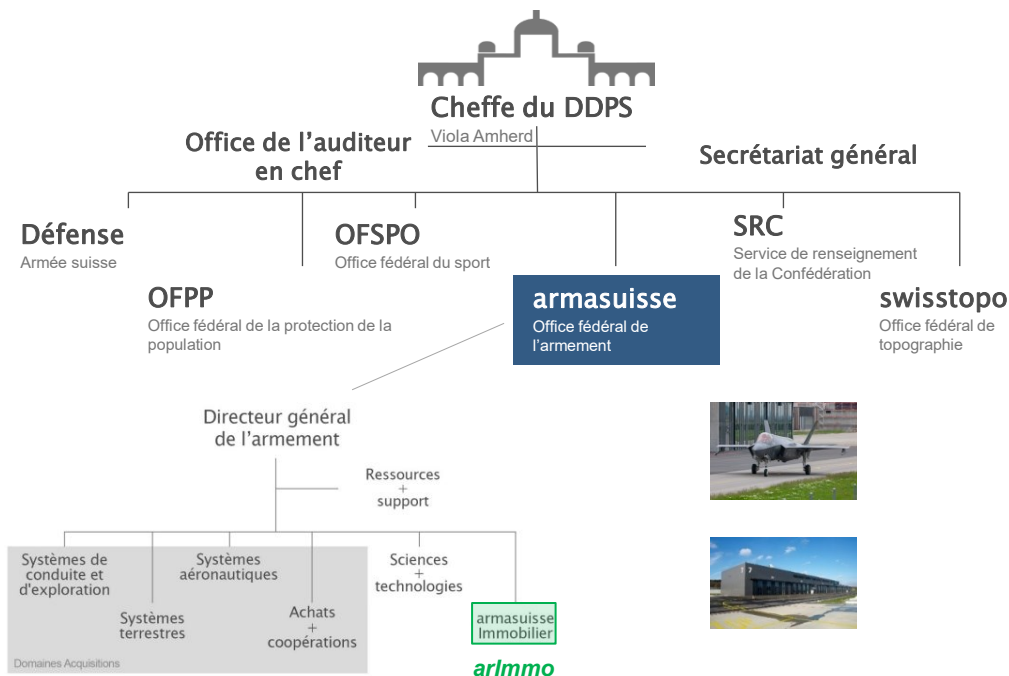 Cheffe du DDPS
Viola Amherd
Office de l'auditeur
en chef
Secrétariat général
Défense
Armée suisse
OFSPO
Office fédéral du sport
SRC
Service de renseignement
de la Confédération
OFPP
Office fédéral de la protection de la
population
armasuisse
Office fédéral de
l'armement
swisstopo
Office fédéral de
topographie
Directeur général
de l'armement
Ressources
+
support
Systèmes de
conduite et
d'exploration
Systèmes
terrestres
Systèmes
aéronautiques
Achats
+
coopérations
Sciences
+
technologies
armasuisse
Immobilier
Domaines Acquisitions
arImmo